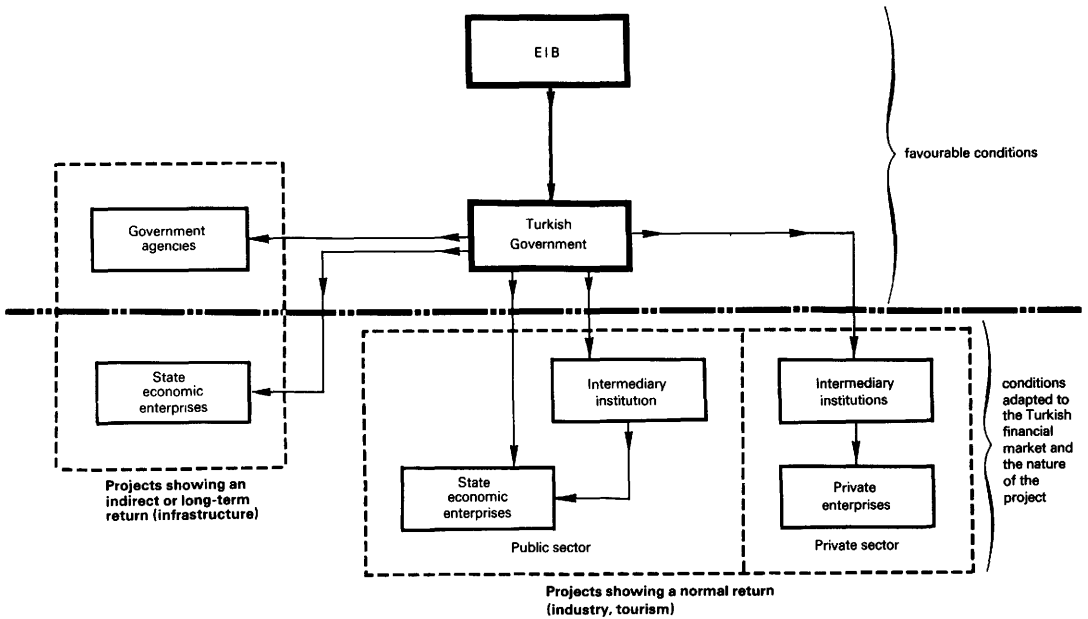 EIB
favourable conditions
Turkish
Government
Government
agencies
State
economic
enterprises
Intermediary
institution
Intermediary
institutions
conditions
adapted to
the Turkish
financial
market and
the nature
of the
project
State
economic
enterprises
Private
enterprises
Projects showing an
indirect or long-term
return (infrastructure)
Public sector
Private sector
Projects showing a normal return
(industry, tourism)